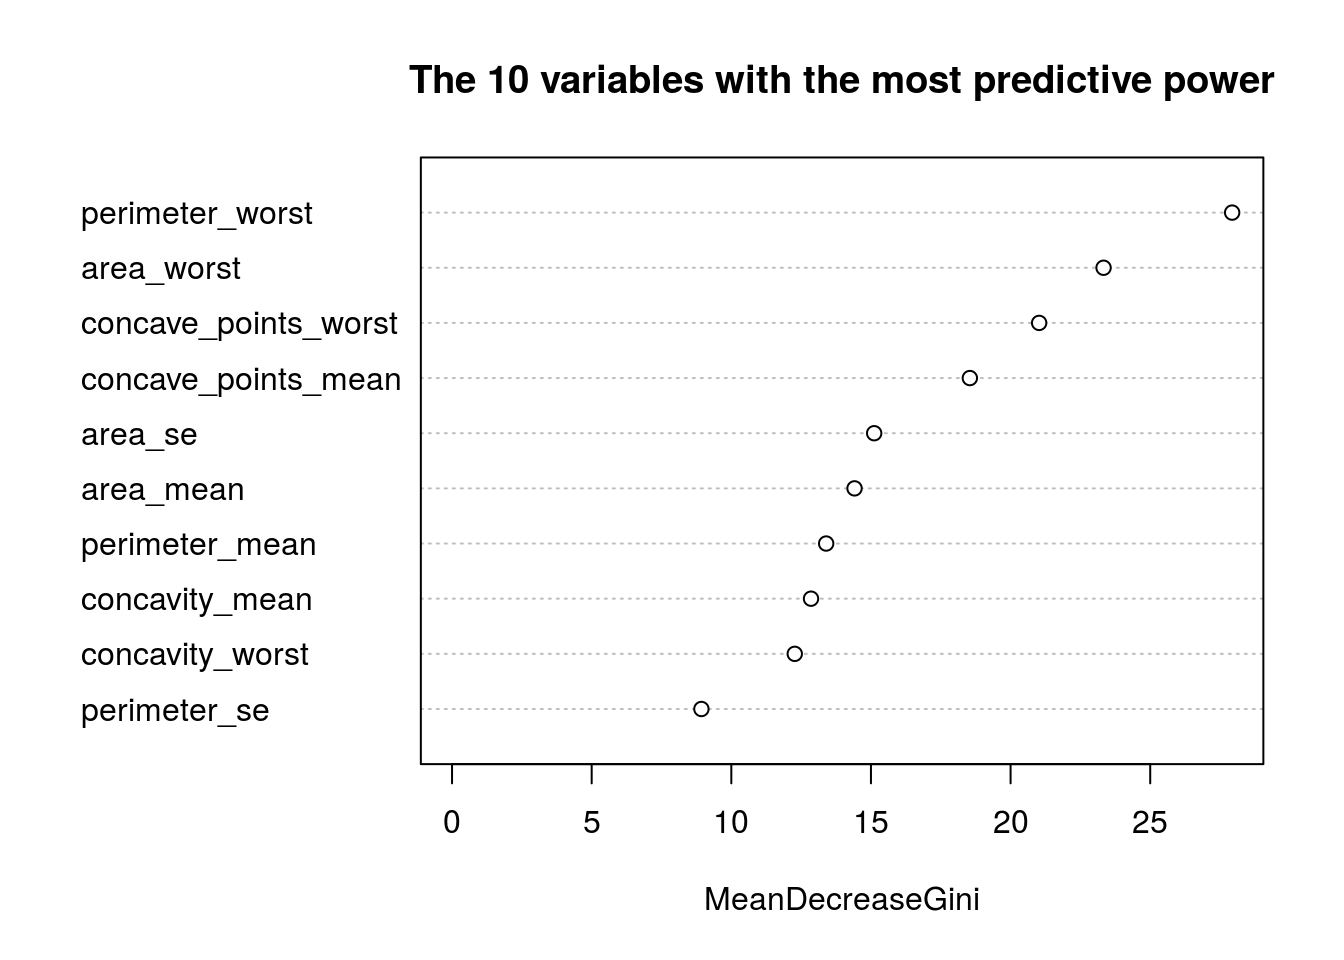 The 10 variables with the most predictive power
perimeter_worst
area_worst
concave_points_worst
concave_points_mean
area_se
area_mean
perimeter_mean
concavity_mean
concavity_worst
perimeter_se
0 5 10 15 20 25
MeanDecreaseGini